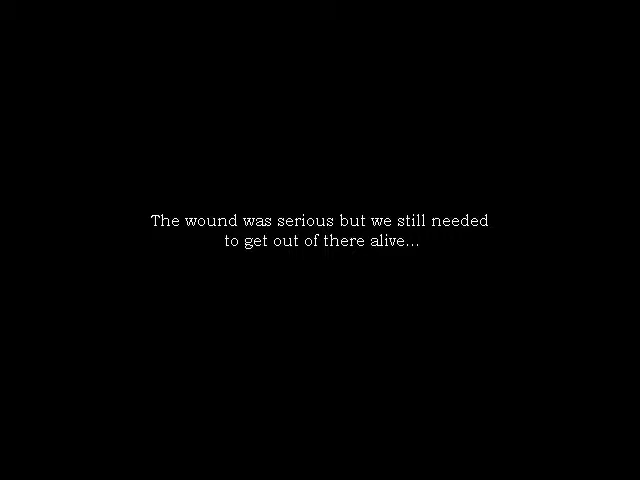 The wound was serious but we still needed
to get out of there alive...